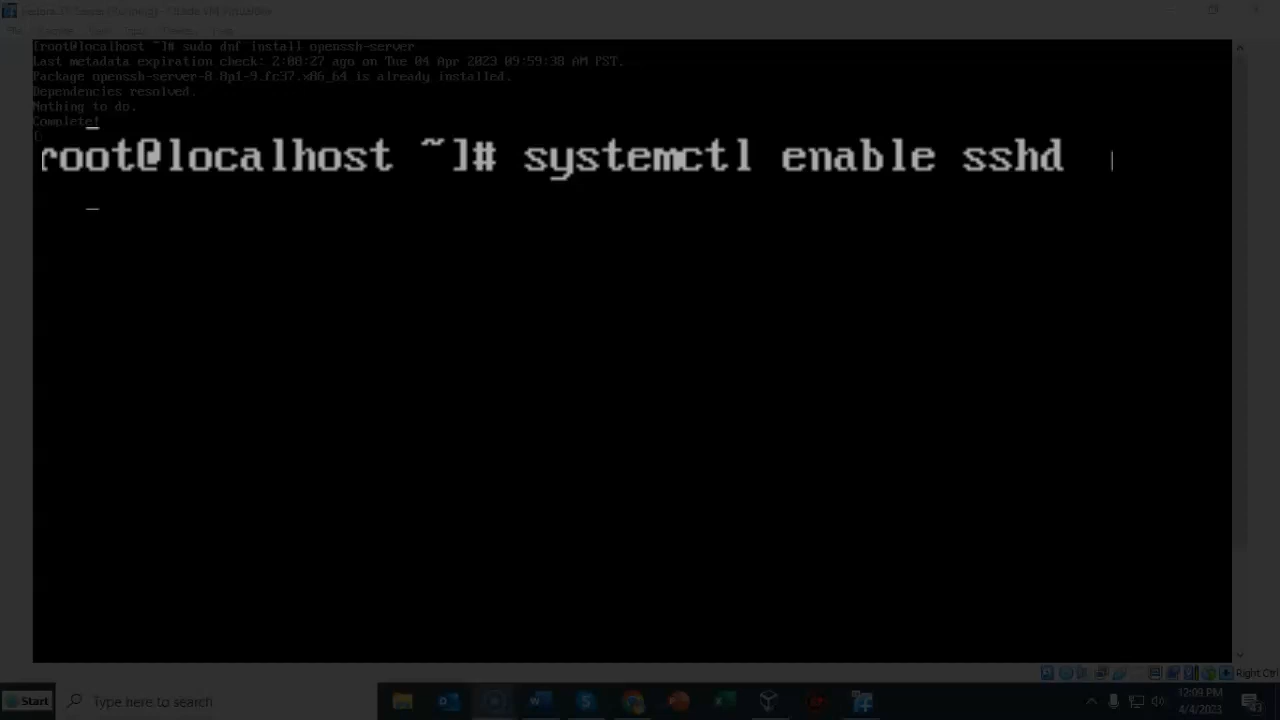 [root@localhost ~]# sudo dnf install openssh-server
Last metadata expiration check: 2:08:27 ago on Tue 04 Apr 2023 09:59:38 AM PST.
Package openssh-server-8.8p1-9.fc37.x86_64 is already installed.
Dependencies resolved.
Nothing to do.
Complete!
root@localhost ~]# systemctl enable sshd
Right Ctrl
Start
Type here to search
12:09 PM
4/4/2023